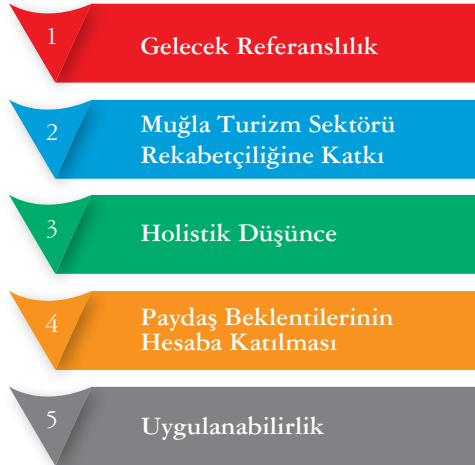 1
Gelecek Referanslılık
2
Muğla Turizm Sektörü
Rekabetçiliğine Katkı
3
Holistik Düşünce
4
Paydaş Beklentilerinin
Hesaba Katılması
5
Uygulanabilirlik